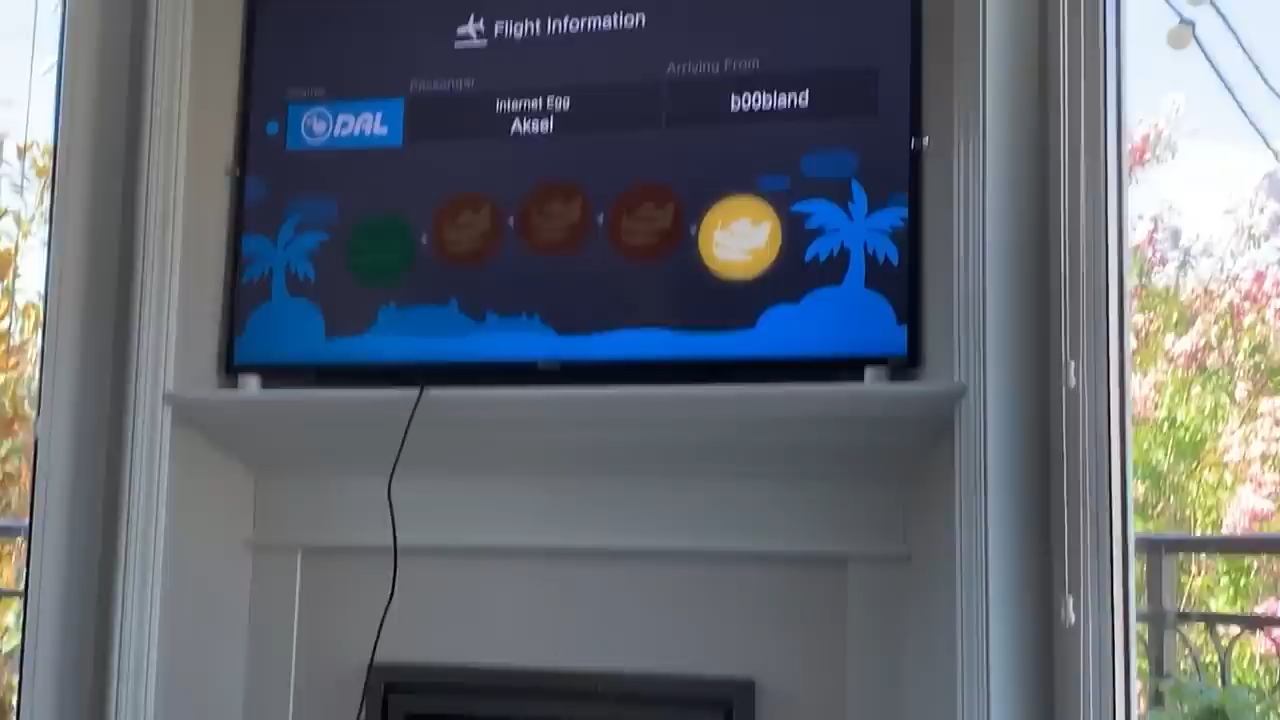 Flight Information
Passenger
Arriving From
DAL
Internet Egg
Aksel
b00bland